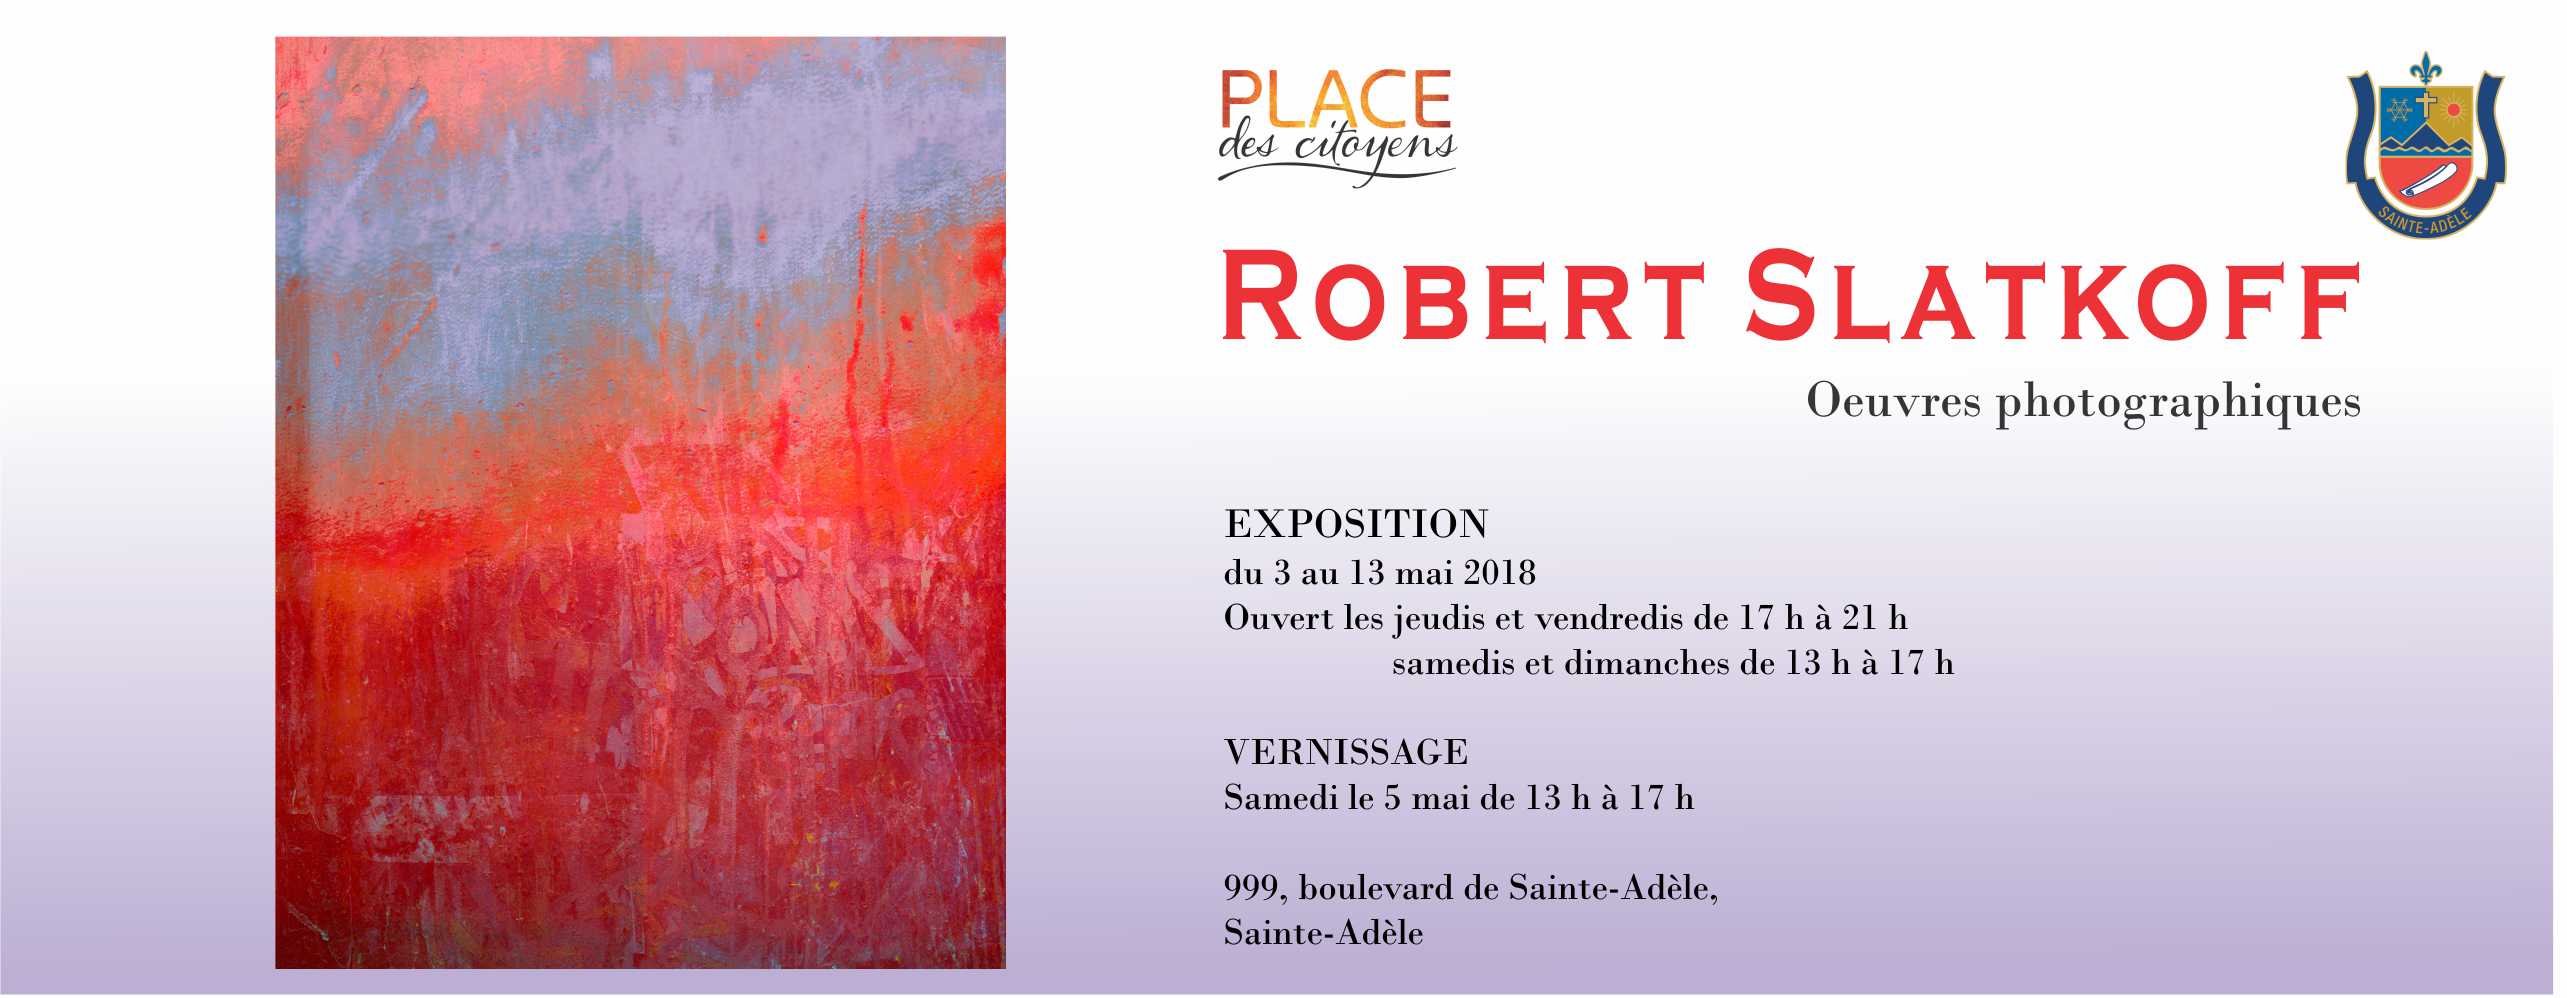 PLACE
des citoyens
SAINTE-ADÈLE
ROBERT SLATKOFF
Oeuvres photographiques
EXPOSITION
du 3 au 13 mai 2018
Ouvert les jeudis et vendredis de 17 h à 21 h
samedis et dimanches de 13 h à 17 h
VERNISSAGE
Samedi le 5 mai de 13 h à 17 h
999, boulevard de Sainte-Adèle,
Sainte-Adèle